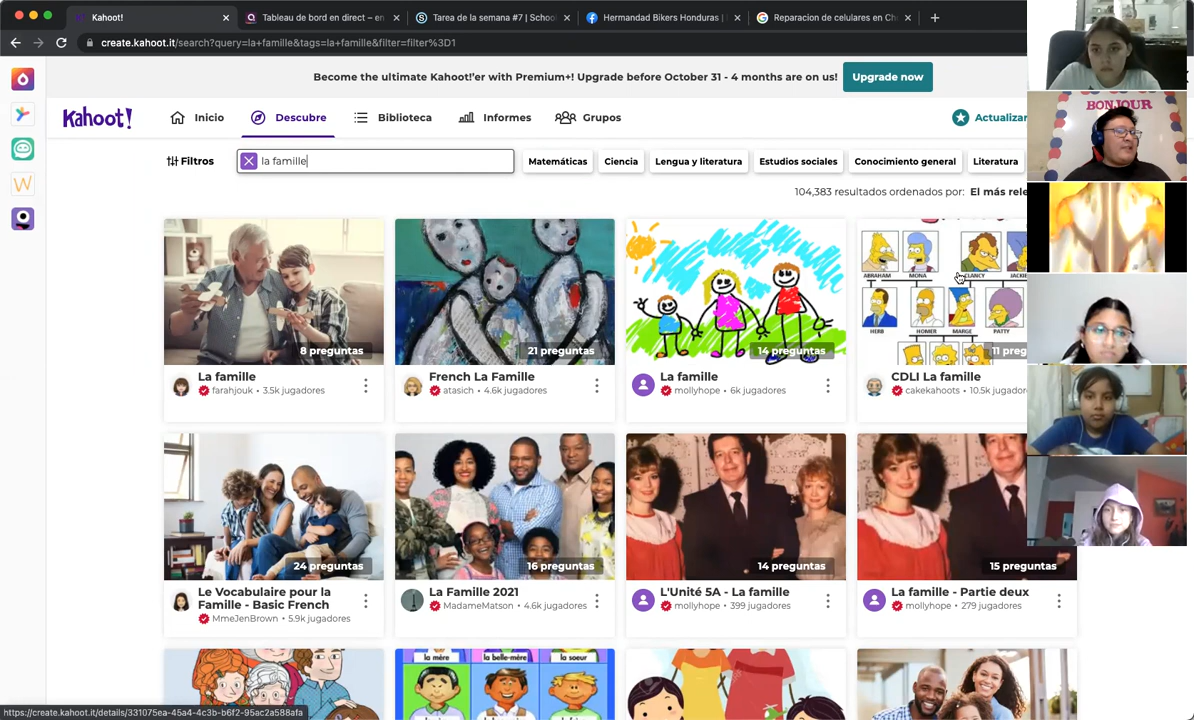 Kahoot!
Tableau de bord en direct – en
Tarea de la semana #7 | School
Hermandad Bikers Honduras |
Reparacion de celulares en Ch
create.kahoot.it/search?query=la+famille&tags=la+famille&filter=filter%3D1
Become the ultimate Kahoot!'er with Premium+! Upgrade before October 31 - 4 months are on us!
Upgrade now
Kahoot!
Inicio
Descubre
Biblioteca
Informes
Grupos
Actualizar
BONJOUR
Filtros
la famille
Matemáticas
Ciencia
Lengua y literatura
Estudios sociales
Conocimiento general
Literatura
104,383 resultados ordenados por: El más rele
ABRAHAM
MONA
CLANCY
JACKIE
HERB
HOMER
MARGE
PATTY
8 preguntas
21 preguntas
14 preguntas
11 preg
La famille
farahjouk • 3.5k jugadores
French La Famille
atasich • 4.6k jugadores
La famille
mollyhope • 6k jugadores
CDLI La famille
cakekahoots • 10.5k jugadores
24 preguntas
16 preguntas
14 preguntas
15 preguntas
Le Vocabulaire pour la
Famille - Basic French
MmeJenBrown • 5.9k jugadores
La Famille 2021
MadameMatson • 4.6k jugadores
L'Unité 5A - La famille
mollyhope • 399 jugadores
La famille - Partie deux
mollyhope • 279 jugadores
la mère
la belle-mère
la soeur
https://create.kahoot.it/details/331075ea-45a4-4c3b-b6f2-95ac2a588afa